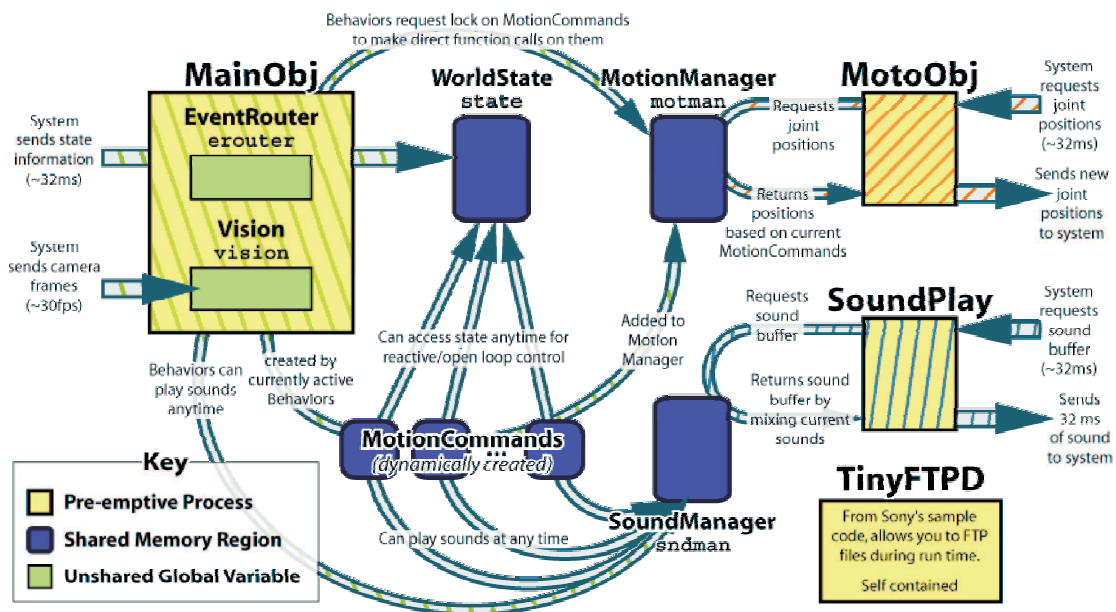 Behaviors request lock on MotionCommands
to make direct function calls on them
MainObj
EventRouter
erouter
Vision
vision
System
sends state
information
(~32ms)
System
sends camera
frames
(~30fps)
WorldState
state
MotionManager
motman
Requests
joint
positions
Returns
positions
based on current
MotionCommands
MotoObj
System
requests
joint
positions
(~32ms)
Sends new
joint
positions
to system
Behaviors can
play sounds
anytime
created by
currently active
Behaviors
Can access state anytime for
reactive/open loop control
Added to
Motion
Manager
Requests
sound
buffer
Returns sound
buffer by
mixing current
sounds
SoundPlay
System
requests
sound
buffer
(~32ms)
Sends
32 ms
of sound
to system
MotionCommands
...
(dynamically created)
Can play sounds at any time
SoundManager
sndman
Key
Pre-emptive Process
Shared Memory Region
Unshared Global Variable
TinyFTPD
From Sony's sample
code, allows you to FTP
files during run time.
Self contained